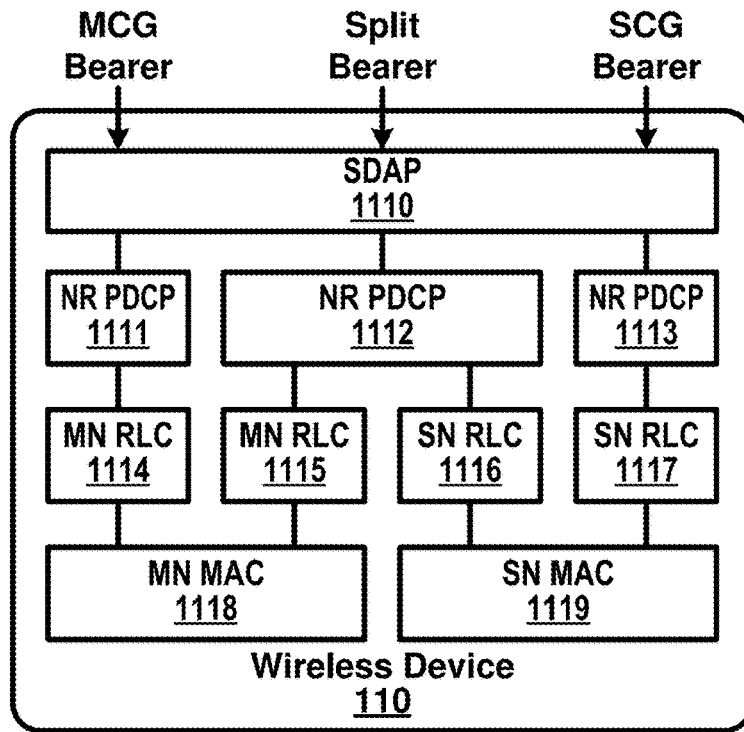 MCG
Bearer
Split
Bearer
SCG
Bearer
SDAP
1110
NR PDCP
1111
NR PDCP
1112
NR PDCP
1113
MN RLC
1114
MN RLC
1115
SN RLC
1116
SN RLC
1117
MN MAC
1118
SN MAC
1119
Wireless Device
110